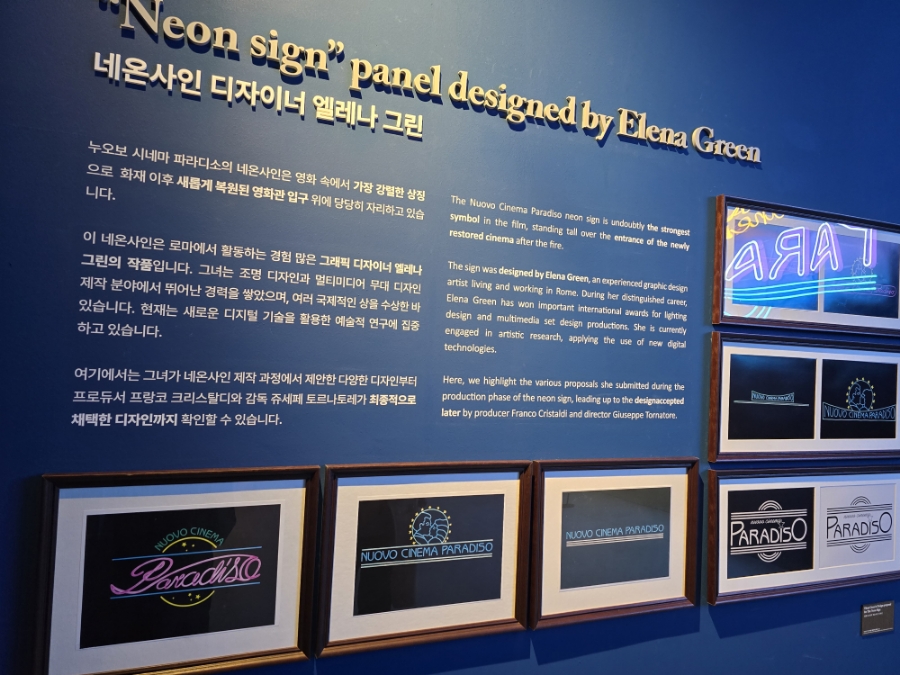 "Neon sign" panel designed by Elena Green
네온사인 디자이너 엘레나 그린
누오보 시네마 파라디소의 네온사인은 영화 속에서 가장 강렬한 상징
으로 화재 이후 새롭게 복원된 영화관 입구 위에 당당히 자리하고 있습
니다.
이 네온사인은 로마에서 활동하는 경험 많은 그래픽 디자이너 엘레나
그린의 작품입니다. 그녀는 조명 디자인과 멀티미디어 무대 디자인
제작 분야에서 뛰어난 경력을 쌓았으며, 여러 국제적인 상을 수상한 바
있습니다. 현재는 새로운 디지털 기술을 활용한 예술적 연구에 집중
하고 있습니다.
여기에서는 그녀가 네온사인 제작 과정에서 제안한 다양한 디자인부터
프로듀서 프랑코 크리스탈디와 감독 쥬세페 토르나토레가 최종적으로
채택한 디자인까지 확인할 수 있습니다.
The Nuovo Cinema Paradiso neon sign is undoubtedly the strongest
symbol in the film, standing tall over the entrance of the newly
restored cinema after the fire.
The sign was designed by Elena Green, an experienced graphic design
artist living and working in Rome. During her distinguished career,
Elena Green has won important international awards for lighting
design and multimedia set design productions. She is currently
engaged in artistic research, applying the use of new digital
technologies.
Here, we highlight the various proposals she submitted during the
production phase of the neon sign, leading up to the designaccepted
later by producer Franco Cristaldi and director Giuseppe Tornatore.
NUOVO CINEMA
Paradiso
NUOVO CINEMA PARADISO
NUOVO CINEMA PARADISO
NUOVO CINEMA PARADISO
NUOVO CINEMA PARADISO
PARADISO
PARADISO